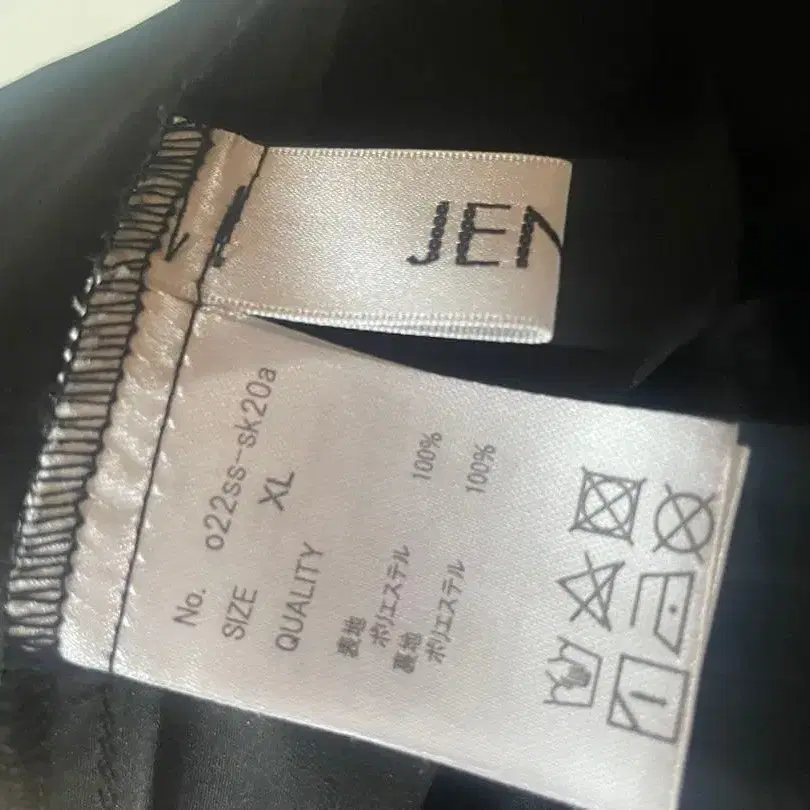 JEN
No. o22ss-sk20a
SIZE XL
QUALITY
表地
ポリエステル 100%
裏地
ポリエステル 100%